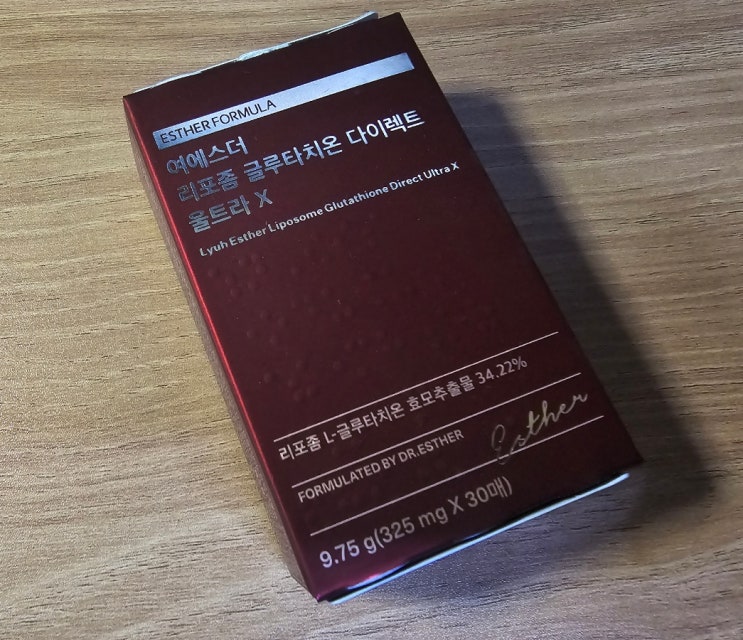 ESTHER FORMULA
여에스더
리포좀 글루타치온 다이렉트
울트라 X
Lyuh Esther Liposome Glutathione Direct Ultra X
리포좀 L-글루타치온 효모추출물 34.22%
FORMULATED BY DR.ESTHER
Esther
9.75 g(325 mg X 30매)